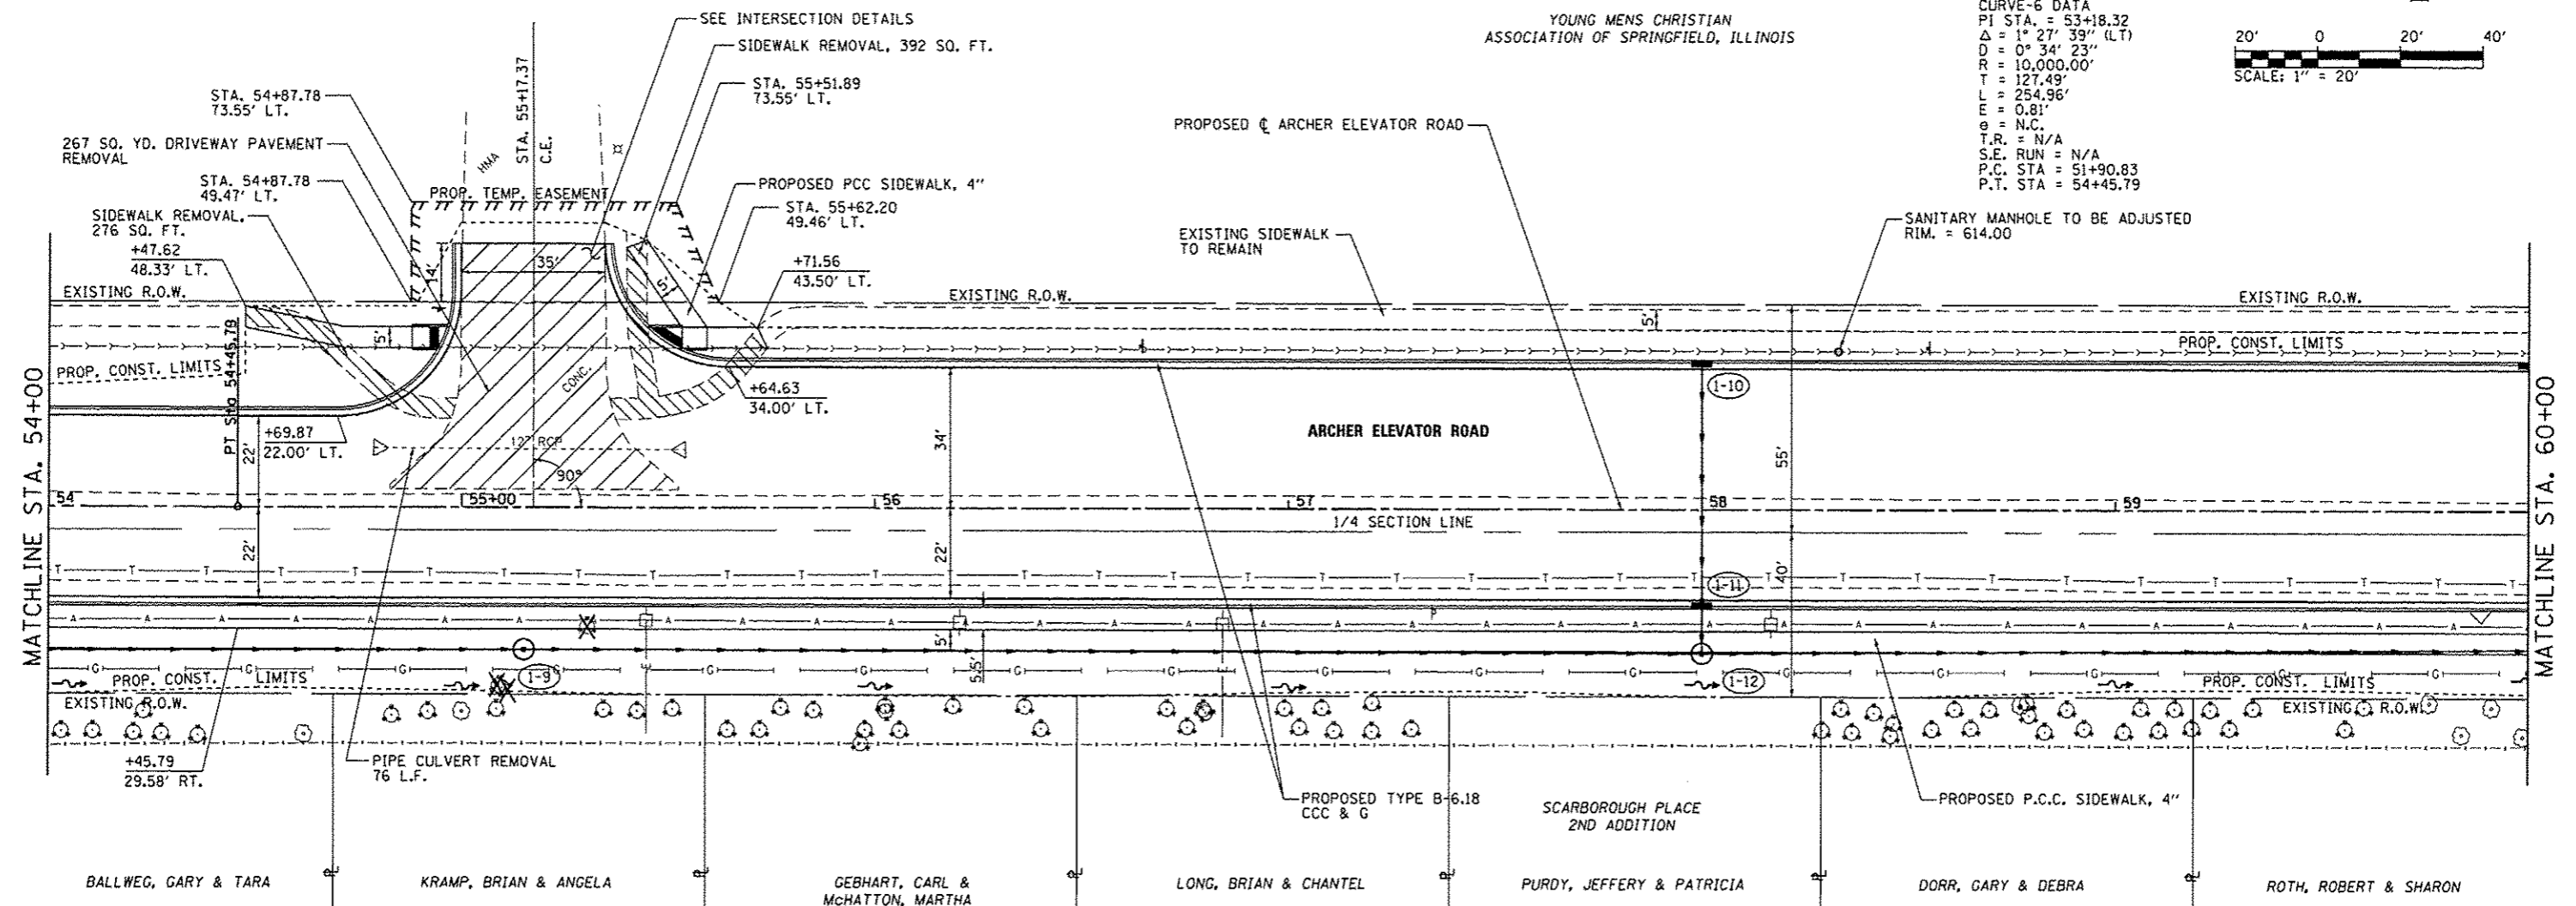 SEE INTERSECTION DETAILS
SIDEWALK REMOVAL, 392 SQ. FT.
STA. 55+51.89
73.55' LT.
STA. 54+87.78
73.55' LT.
267 SQ. YD. DRIVEWAY PAVEMENT
REMOVAL
STA. 54+87.78
49.47' LT.
SIDEWALK REMOVAL,
276 SQ. FT.
+47.62
48.33' LT.
STA. 55+17.37
C.E.
HMA
PROP. TEMP. EASEMENT
PROPOSED PCC SIDEWALK, 4"
STA. 55+62.20
49.46' LT.
+71.56
43.50' LT.
YOUNG MENS CHRISTIAN
ASSOCIATION OF SPRINGFIELD, ILLINOIS
PROPOSED ℄ ARCHER ELEVATOR ROAD
CURVE-6 DATA
PI STA. = 53+18.32
Δ = 1° 27' 39" (LT)
D = 0° 34' 23"
R = 10,000.00'
T = 127.49'
L = 254.96'
E = 0.81'
e = N.C.
T.R. = N/A
S.E. RUN = N/A
P.C. STA = 51+90.83
P.T. STA = 54+45.79
20' 0 20' 40'
SCALE: 1" = 20'
SANITARY MANHOLE TO BE ADJUSTED
RIM. = 614.00
EXISTING SIDEWALK
TO REMAIN
EXISTING R.O.W.
EXISTING R.O.W.
EXISTING R.O.W.
14'
35'
5'
5'
5'
PROP. CONST. LIMITS
PROP. CONST. LIMITS
PT Sta 54+45.79
CONC.
+64.63
34.00' LT.
+69.87
22.00' LT.
22'
12" RCP
90°
34'
ARCHER ELEVATOR ROAD
1-10
55'
MATCHLINE STA. 54+00
MATCHLINE STA. 60+00
54
55+00
56
57
58
59
1/4 SECTION LINE
22'
22'
40'
T T T T T T T T T T T T T T T T T T T T T T T T T T T T T T T T T T
1-11
A A A A A A A A A A A A A A A A A A A A A A A A A A A A A A A A
P
5'
5.5'
G G G G G G G G G G G G G G G G G G
PROP. CONST. LIMITS
1-9
1-12
PROP. CONST. LIMITS
EXISTING R.O.W.
EXISTING R.O.W.
+45.79
29.58' RT.
PIPE CULVERT REMOVAL
76 L.F.
PROPOSED TYPE B-6.18
CCC & G
SCARBOROUGH PLACE
2ND ADDITION
PROPOSED P.C.C. SIDEWALK, 4"
BALLWEG, GARY & TARA
KRAMP, BRIAN & ANGELA
GEBHART, CARL &
McHATTON, MARTHA
LONG, BRIAN & CHANTEL
PURDY, JEFFERY & PATRICIA
DORR, GARY & DEBRA
ROTH, ROBERT & SHARON